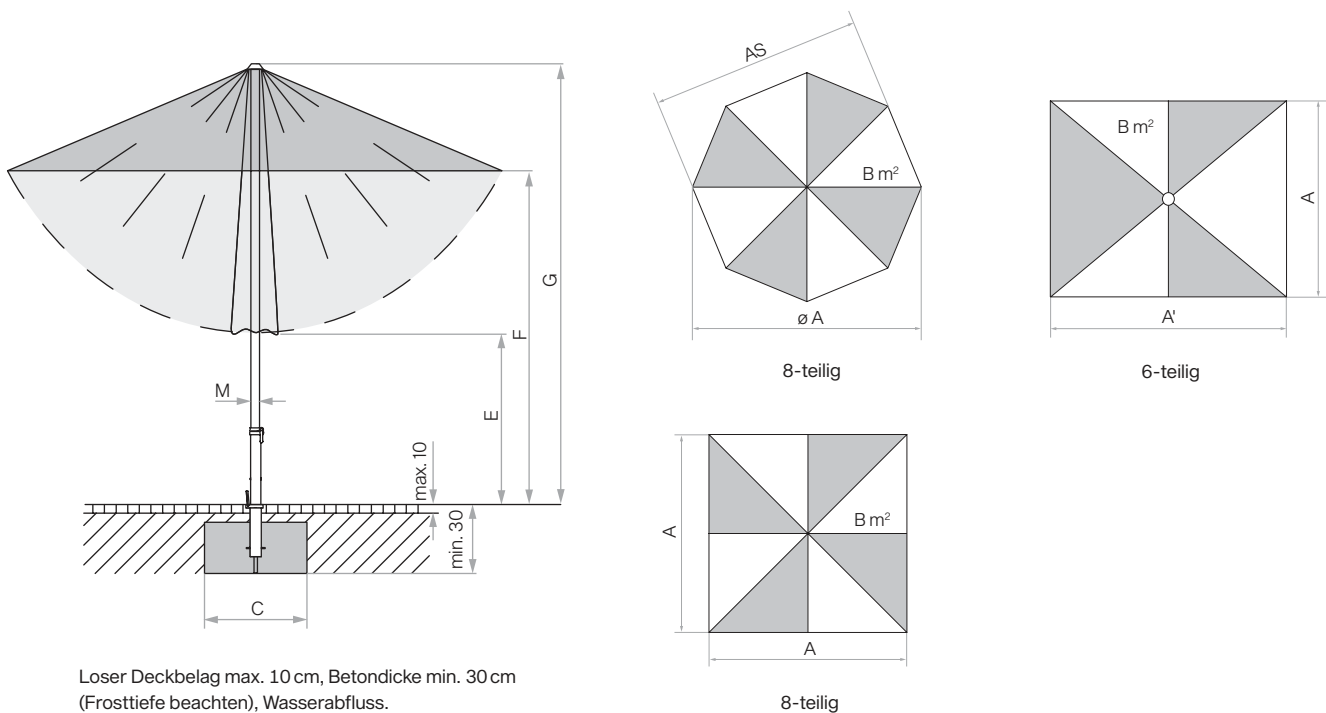 M
C
E
F
G
max. 10
min. 30
Loser Deckbelag max. 10 cm, Betondicke min. 30 cm
(Frosttiefe beachten), Wasserabfluss.
AS
B m²
ø A
8-teilig
B m²
A
A'
6-teilig
A
B m²
A
8-teilig